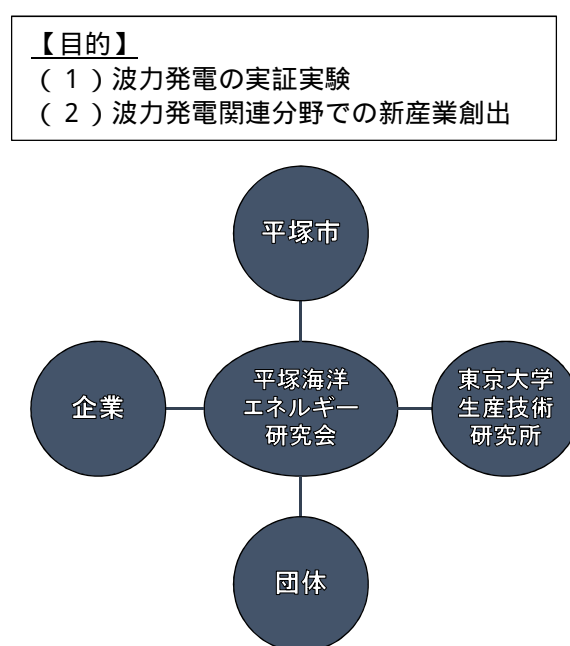 【目的】
（１）波力発電の実証実験
（２）波力発電関連分野での新産業創出
平塚市
企業
平塚海洋
エネルギー
研究会
東京大学
生産技術
研究所
団体